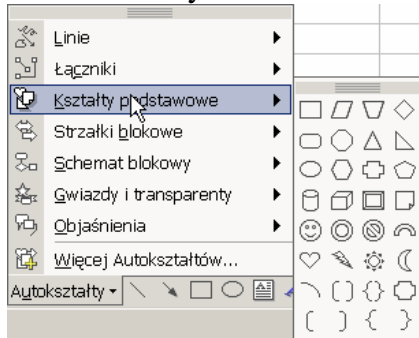 Linie
Łączniki
Kształty podstawowe
Strzałki blokowe
Schemat blokowy
Gwiazdy i transparenty
Objaśnienia
Więcej Autokształtów...
Autokształty